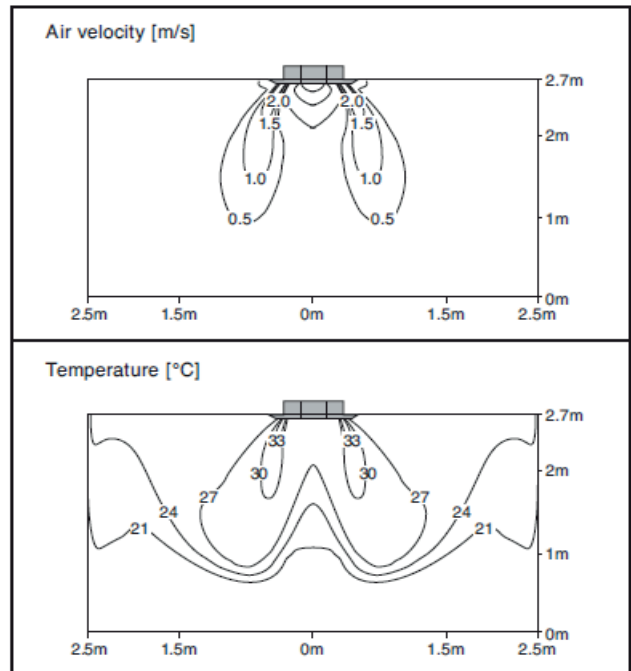 Air velocity [m/s]
2.7m
2.0 2.0
1.5 1.5
2m
1.0 1.0
0.5 0.5
1m
0m
2.5m 1.5m 0m 1.5m 2.5m
Temperature [°C]
2.7m
33 33
30 30
2m
27 27
24 24
21 21
1m
0m
2.5m 1.5m 0m 1.5m 2.5m